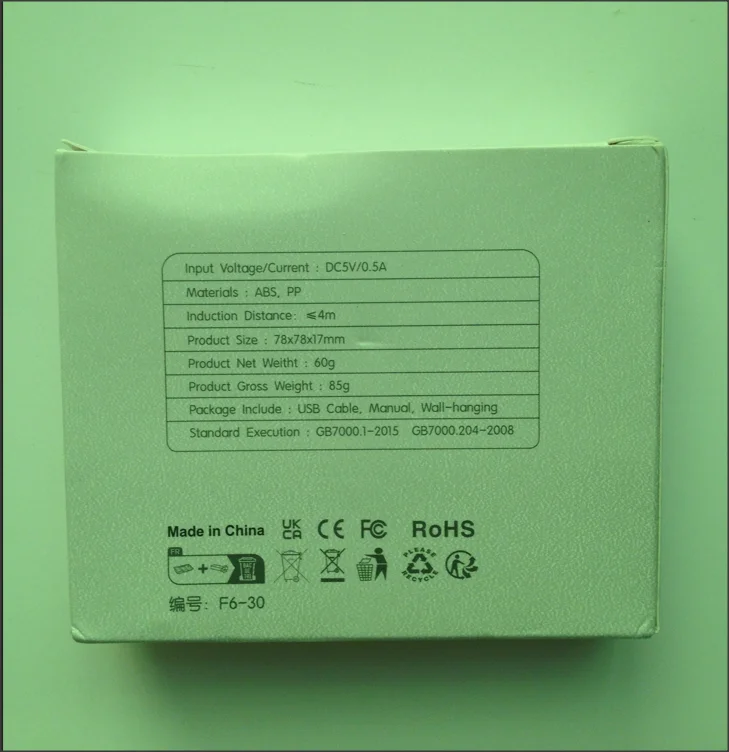 Input Voltage/Current : DC5V/0.5A
Materials : ABS, PP
Induction Distance: ≤4m
Product Size : 78x78x17mm
Product Net Weitht : 60g
Product Gross Weight : 85g
Package Include : USB Cable, Manual, Wall-hanging
Standard Execution : GB7000.1-2015 GB7000.204-2008
Made in China UK CA CE FC RoHS
FR
PLEASE RECYCLE
编号: F6-30